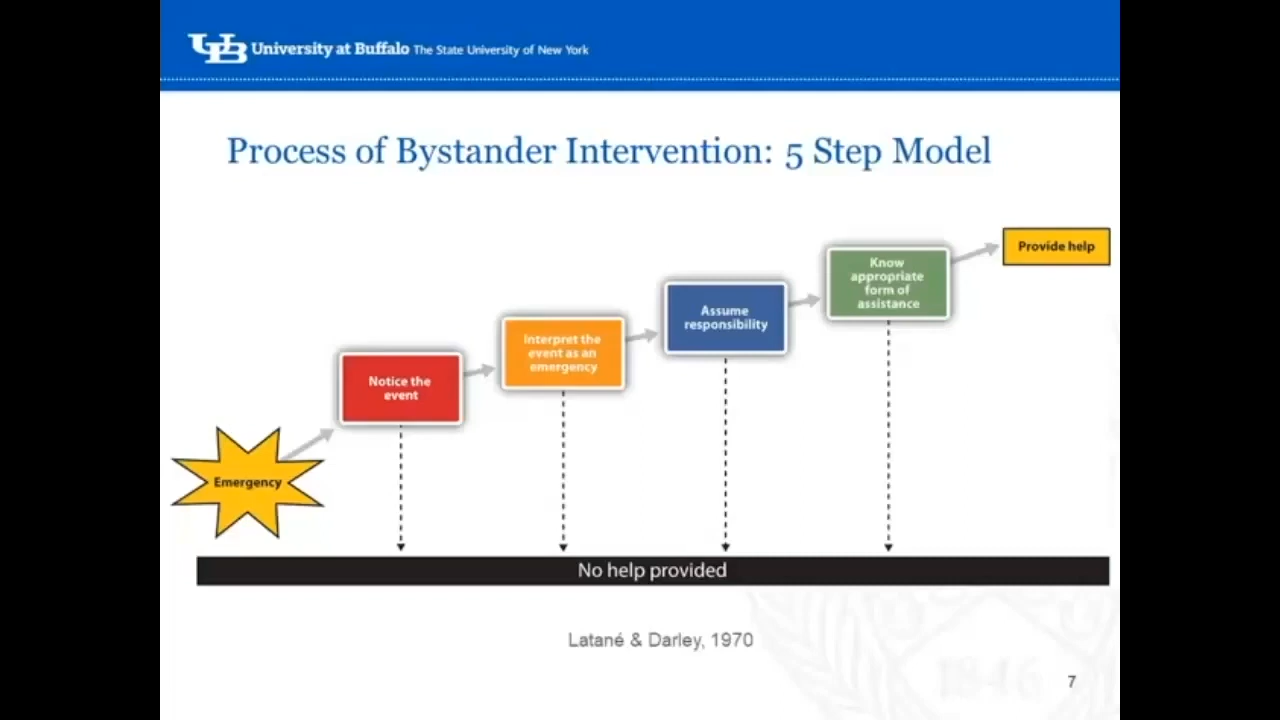 UB University at Buffalo The State University of New York
Process of Bystander Intervention: 5 Step Model
Provide help
Know
appropriate
form of
assistance
Assume
responsibility
Interpret the
event as an
emergency
Notice the
event
Emergency
No help provided
Latané & Darley, 1970
1846
7